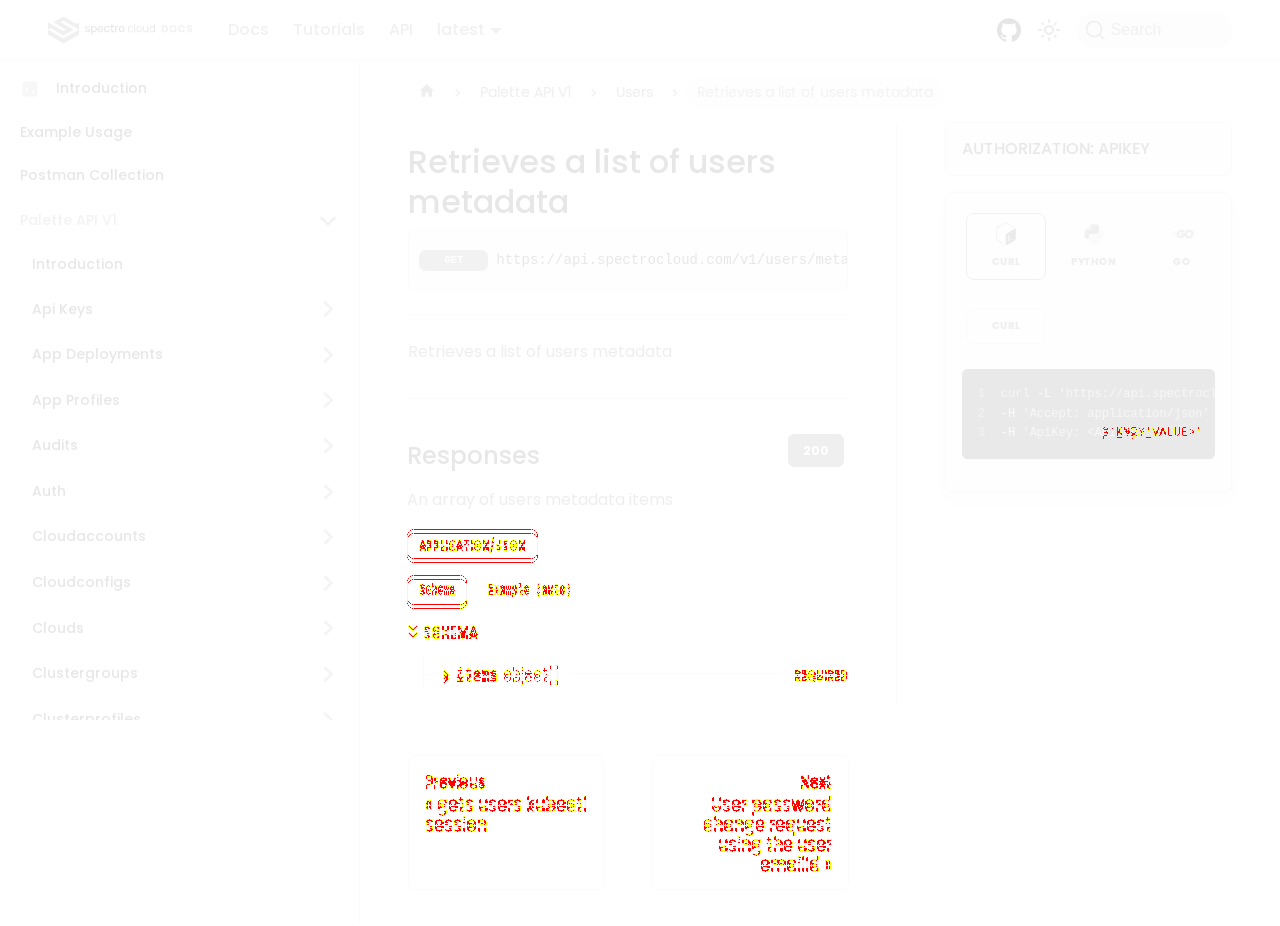 spectro cloud DOCS
Docs
Tutorials
API
latest
Search
Introduction
Example Usage
Postman Collection
Palette API V1
Introduction
Api Keys
App Deployments
App Profiles
Audits
Auth
Cloudaccounts
Cloudconfigs
Clouds
Clustergroups
Clusterprofiles
Palette API V1
Users
Retrieves a list of users metadata
Retrieves a list of users
metadata
GET https://api.spectrocloud.com/v1/users/meta
Retrieves a list of users metadata
Responses
200
An array of users metadata items
APPLICATION/JSON
Schema
Example (auto)
SCHEMA
items object[]
REQUIRED
Previous
« gets users kubectl
session
Next
User password
change request
using the user
emailId »
AUTHORIZATION: APIKEY
CURL
PYTHON
GO
GO
CURL
1 curl -L 'https://api.spectrocl
2 -H 'Accept: application/json'
3 -H 'ApiKey: <API_KEY_VALUE>'